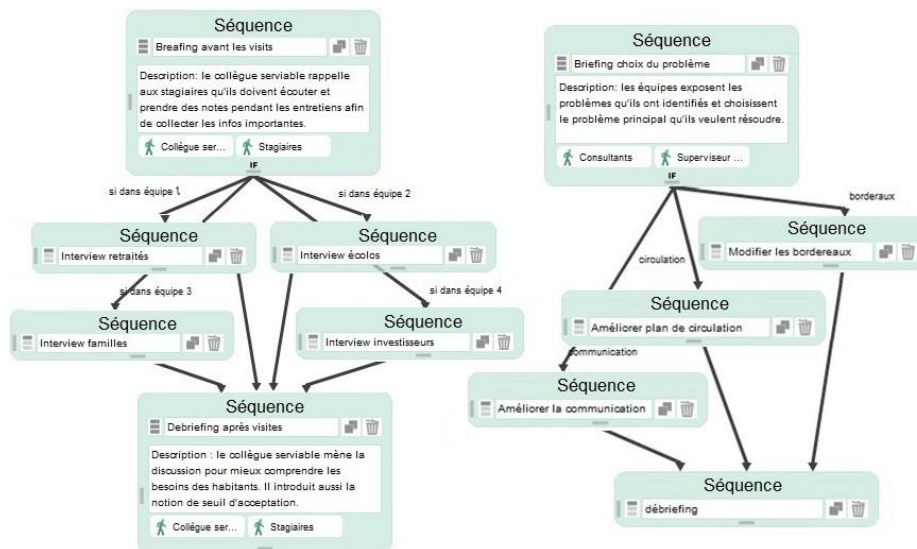 Séquence
Breafing avant les visits
Description: le collègue serviable rappelle
aux stagiaires qu'ils doivent écouter et
prendre des notes pendant les entretiens afin
de collecter les infos importantes.
Collègue ser...
Stagiaires
IF
si dans équipe 1
si dans équipe 2
Séquence
Interview retraités
Séquence
Interview écolos
si dans équipe 3
si dans équipe 4
Séquence
Interview familles
Séquence
Interview investisseurs
Séquence
Debriefing après visites
Description : le collègue serviable mène la
discussion pour mieux comprendre les
besoins des habitants. Il introduit aussi la
notion de seuil d'acceptation.
Collègue ser...
Stagiaires
Séquence
Briefing choix du problème
Description: les équipes exposent les
problèmes qu'ils ont identifiés et choisissent
le problème principal qu'ils veulent résoudre.
Consultants
Superviseur ...
IF
borderaux
Séquence
Modifier les bordereaux
circulation
Séquence
Améliorer plan de circulation
communication
Séquence
Améliorer la communication
Séquence
débriefing